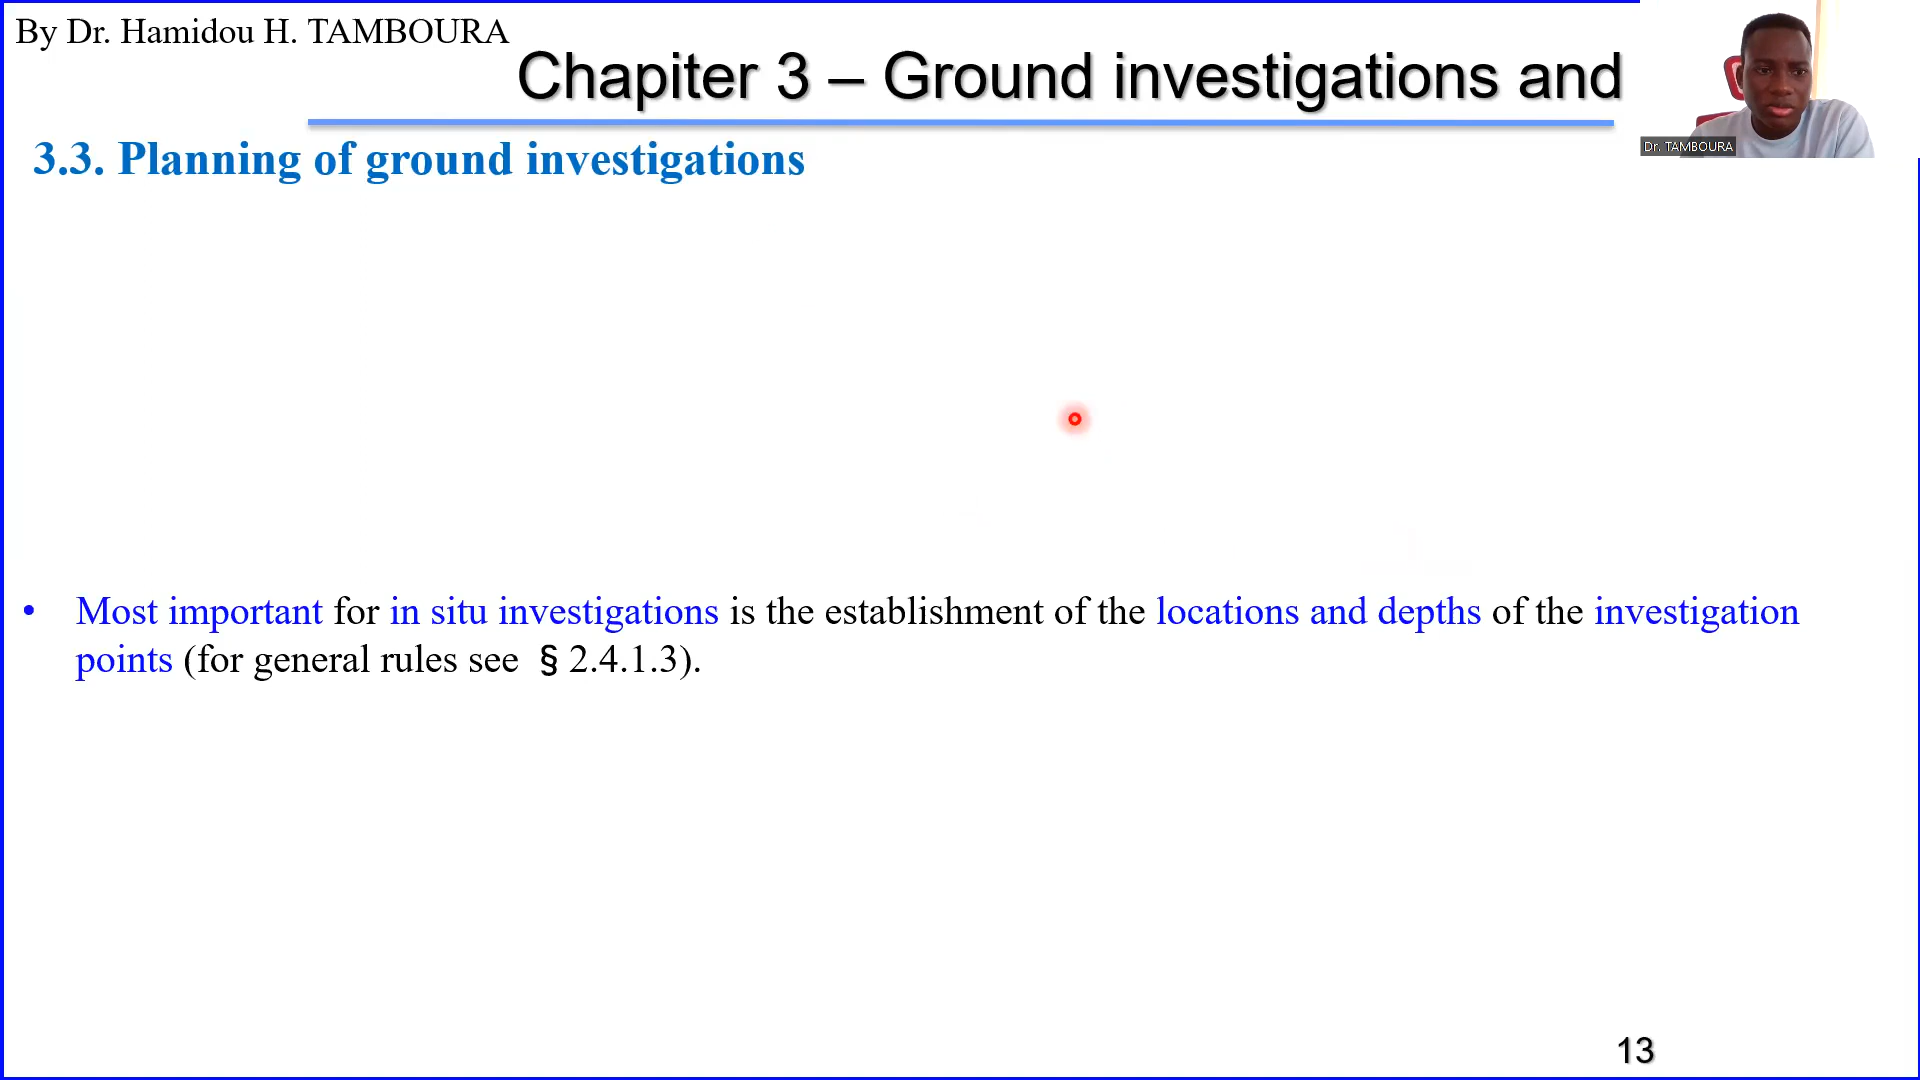 By Dr. Hamidou H. TAMBOURA
Chapiter 3 – Ground investigations and
Dr. TAMBOURA
3.3. Planning of ground investigations
• Most important for in situ investigations is the establishment of the locations and depths of the investigation
points (for general rules see § 2.4.1.3).
13